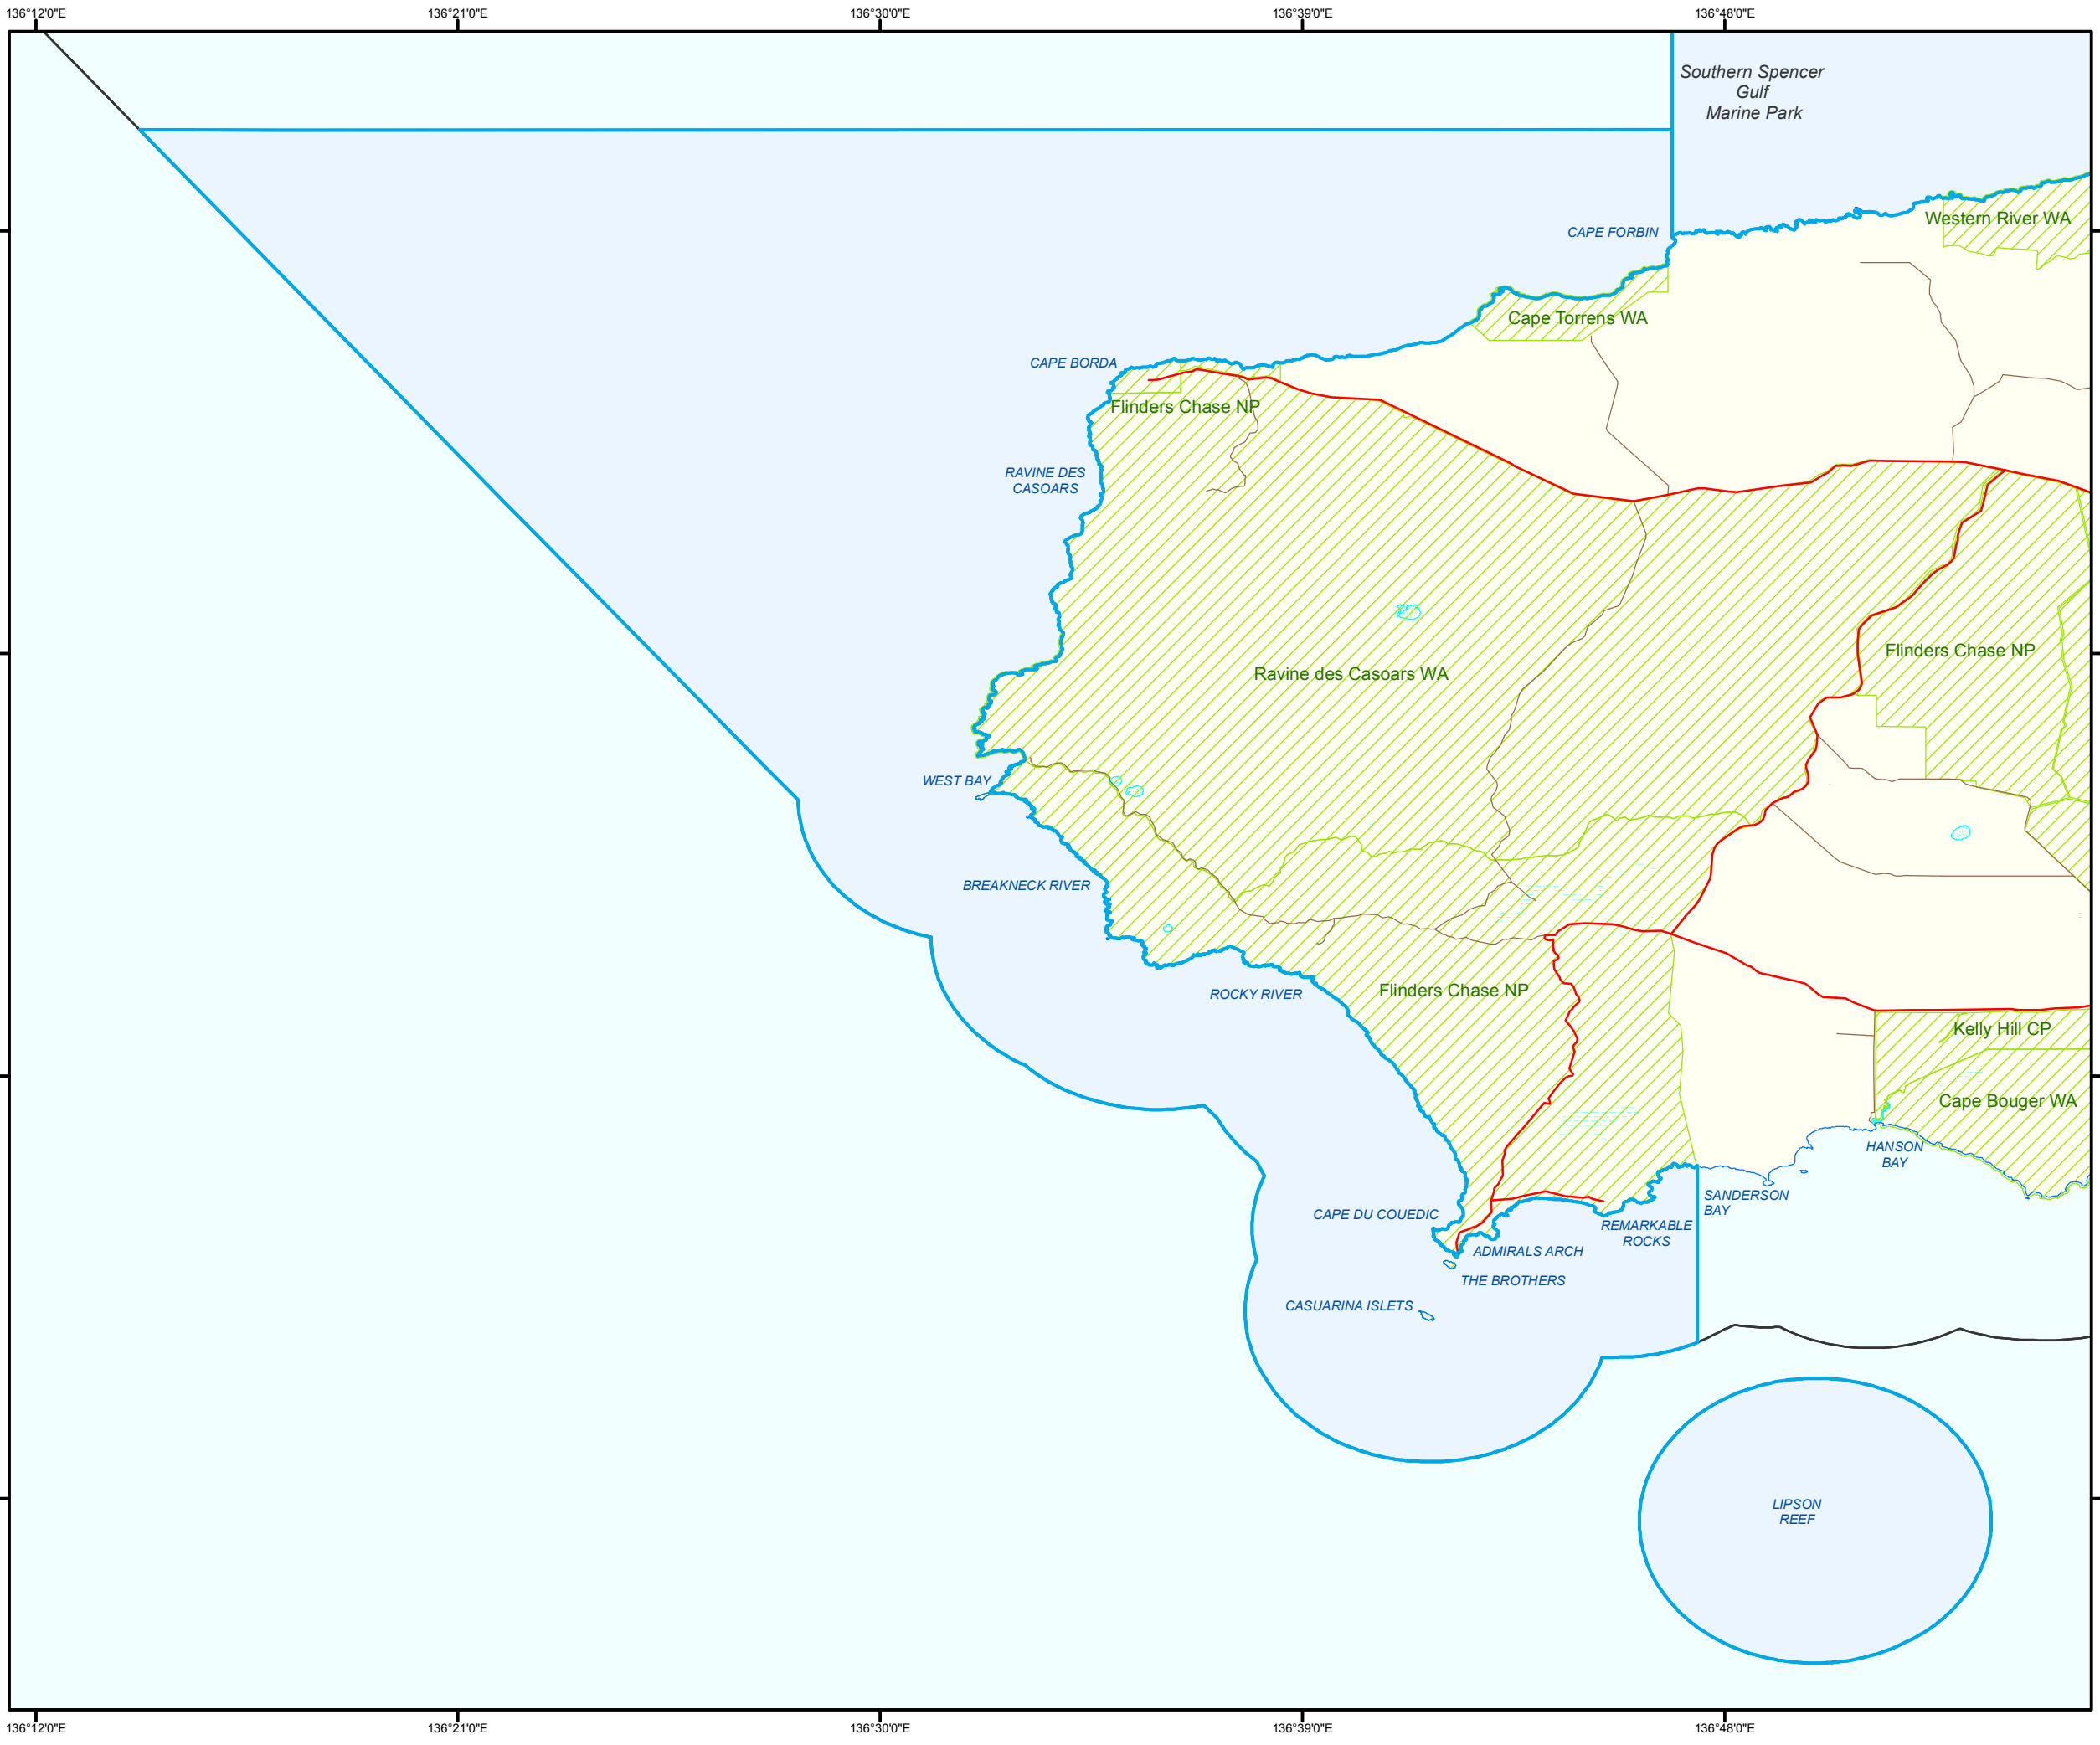 136°12'0"E
136°21'0"E
136°30'0"E
136°39'0"E
136°48'0"E
Southern Spencer
Gulf
Marine Park
Western River WA
CAPE FORBIN
Cape Torrens WA
CAPE BORDA
Flinders Chase NP
RAVINE DES
CASOARS
Flinders Chase NP
Ravine des Casoars WA
WEST BAY
BREAKNECK RIVER
ROCKY RIVER
Flinders Chase NP
Kelly Hill CP
Cape Bouger WA
HANSON
BAY
SANDERSON
BAY
CAPE DU COUEDIC
REMARKABLE
ROCKS
ADMIRALS ARCH
THE BROTHERS
CASUARINA ISLETS
LIPSON
REEF
136°12'0"E
136°21'0"E
136°30'0"E
136°39'0"E
136°48'0"E